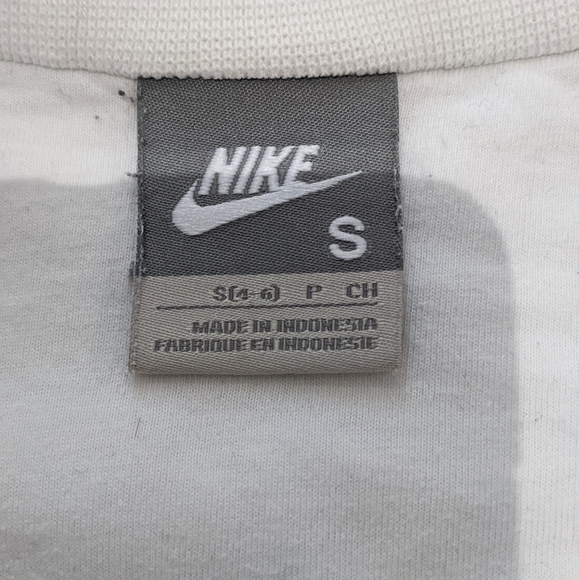 NIKE
S
S(4-6) P CH
MADE IN INDONESIA
FABRIQUE EN INDONESIE